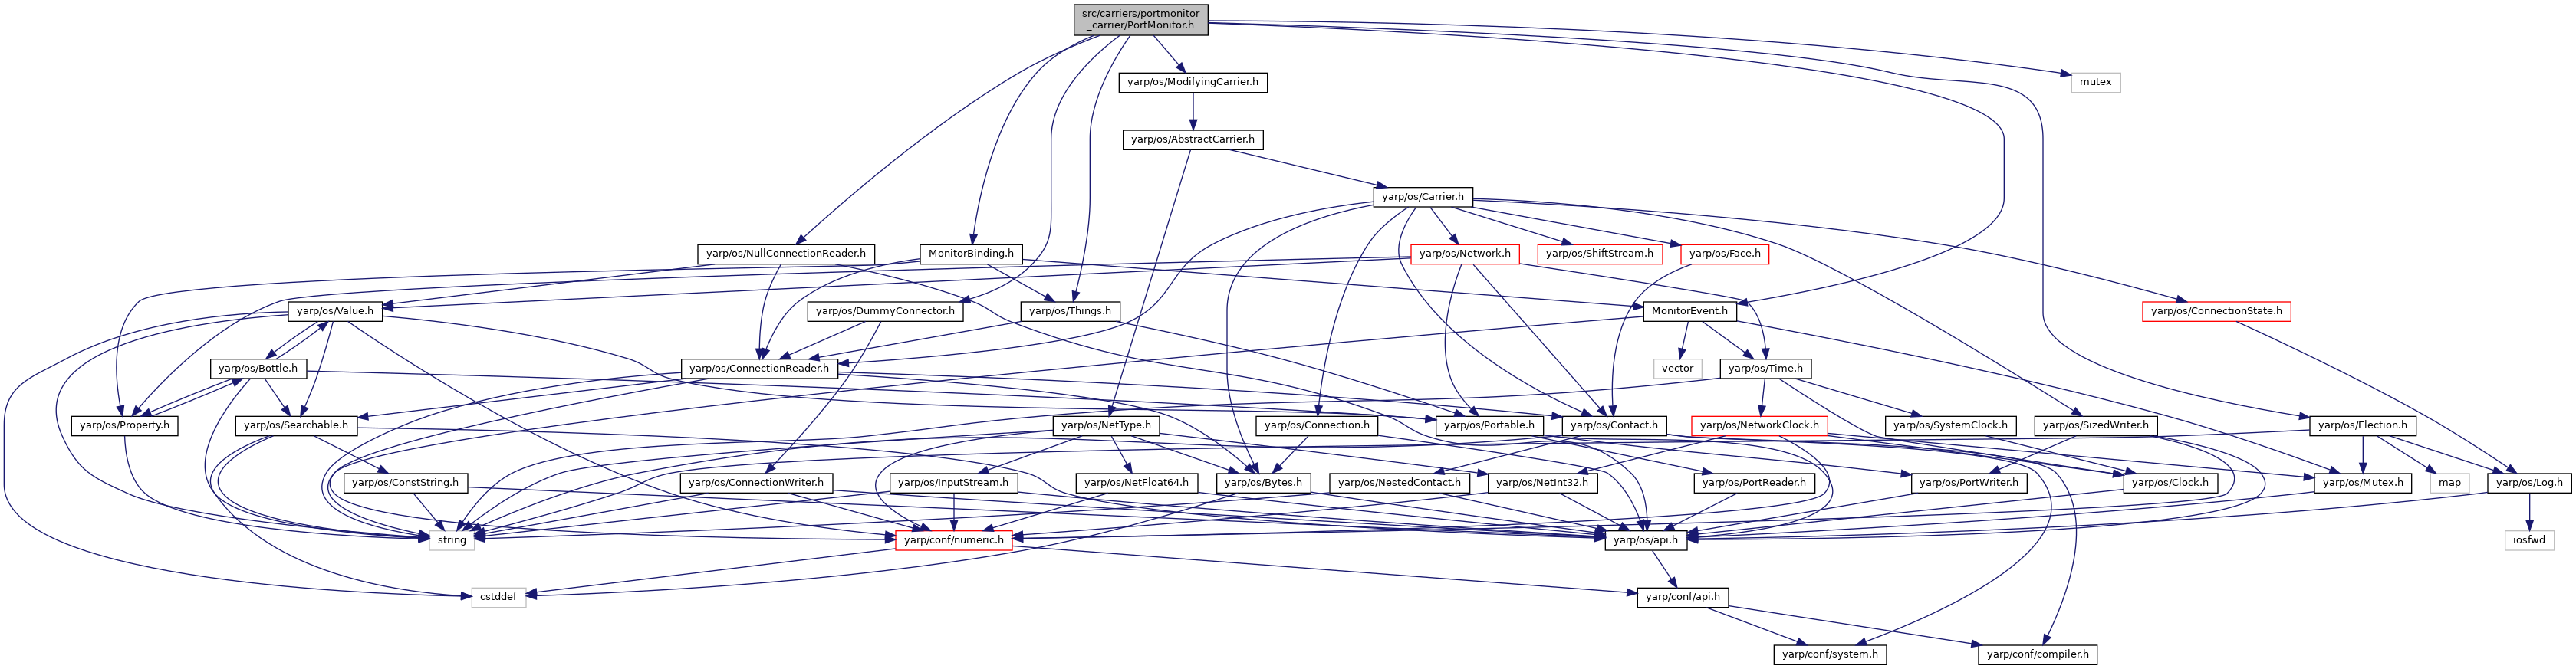 src/carriers/portmonitor
_carrier/PortMonitor.h
yarp/os/ModifyingCarrier.h
mutex
yarp/os/AbstractCarrier.h
yarp/os/Carrier.h
yarp/os/NullConnectionReader.h
MonitorBinding.h
yarp/os/Network.h
yarp/os/ShiftStream.h
yarp/os/Face.h
yarp/os/Value.h
yarp/os/DummyConnector.h
yarp/os/Things.h
MonitorEvent.h
yarp/os/ConnectionState.h
yarp/os/Bottle.h
yarp/os/ConnectionReader.h
vector
yarp/os/Time.h
yarp/os/Property.h
yarp/os/Searchable.h
yarp/os/NetType.h
yarp/os/Connection.h
yarp/os/Portable.h
yarp/os/Contact.h
yarp/os/NetworkClock.h
yarp/os/SystemClock.h
yarp/os/SizedWriter.h
yarp/os/Election.h
yarp/os/ConstString.h
yarp/os/ConnectionWriter.h
yarp/os/InputStream.h
yarp/os/NetFloat64.h
yarp/os/Bytes.h
yarp/os/NestedContact.h
yarp/os/NetInt32.h
yarp/os/PortReader.h
yarp/os/PortWriter.h
yarp/os/Clock.h
yarp/os/Mutex.h
map
yarp/os/Log.h
string
yarp/conf/numeric.h
yarp/os/api.h
iosfwd
cstddef
yarp/conf/api.h
yarp/conf/system.h
yarp/conf/compiler.h